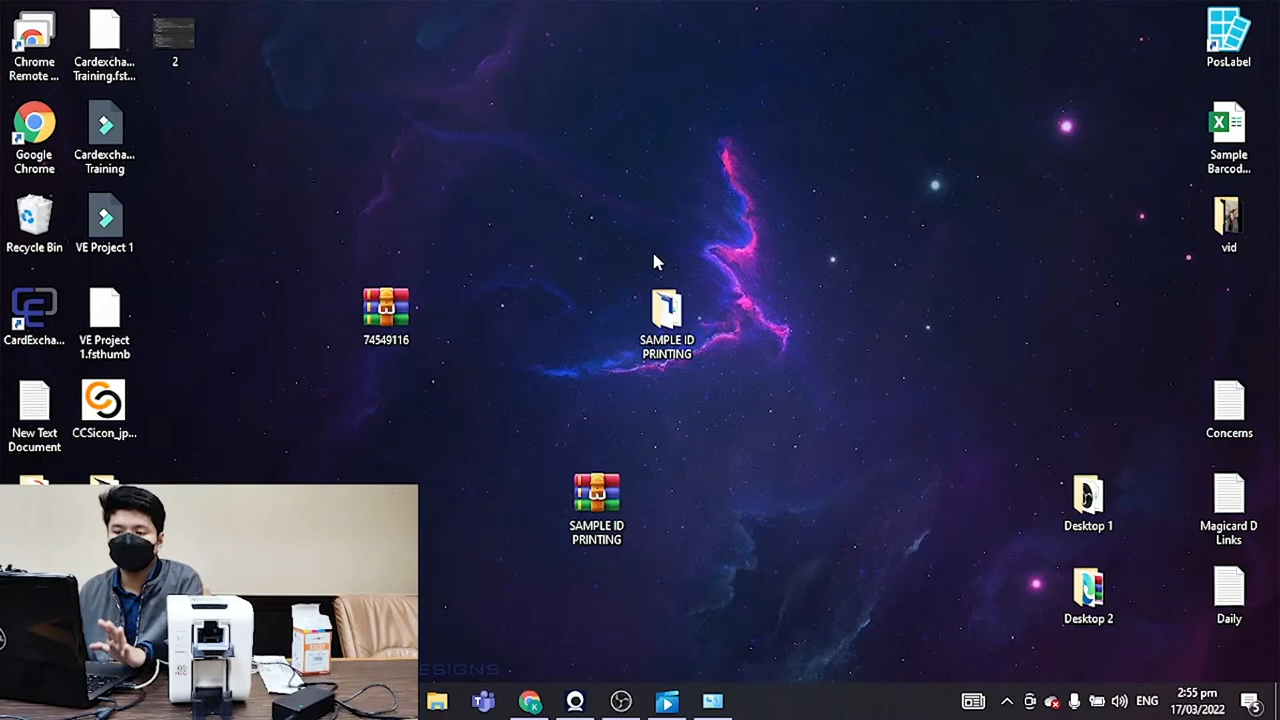 Chrome
Remote ...
Cardexcha...
Training.fst...
2
PosLabel
Google
Chrome
Cardexcha...
Training
Sample
Barcod...
Recycle Bin
VE Project 1
vid
CardExcha...
VE Project
1.fsthumb
74549116
SAMPLE ID
PRINTING
New Text
Document
CCSicon_jp...
Concerns
SAMPLE ID
PRINTING
Desktop 1
Magicard D
Links
Desktop 2
Daily
ESIGNS
ENG
2:55 pm
17/03/2022
5